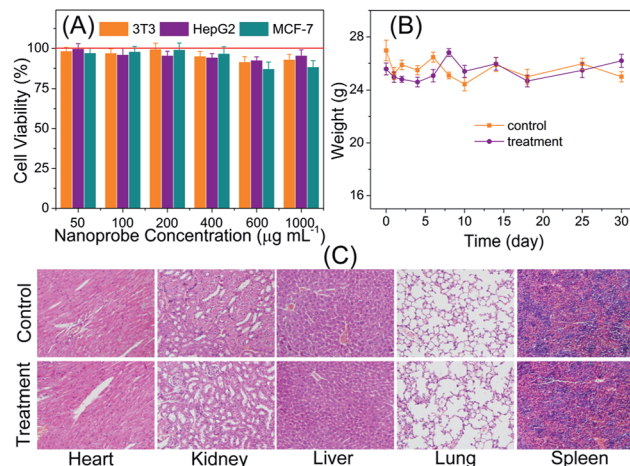 (A)
3T3 HepG2 MCF-7
Cell Viability (%)
100
75
50
25
0
50 100 200 400 600 1000
Nanoprobe Concentration (μg mL⁻¹)
(B)
Weight (g)
28
24
20
16
control
treatment
0 5 10 15 20 25 30
Time (day)
(C)
Control
Treatment
Heart Kidney Liver Lung Spleen